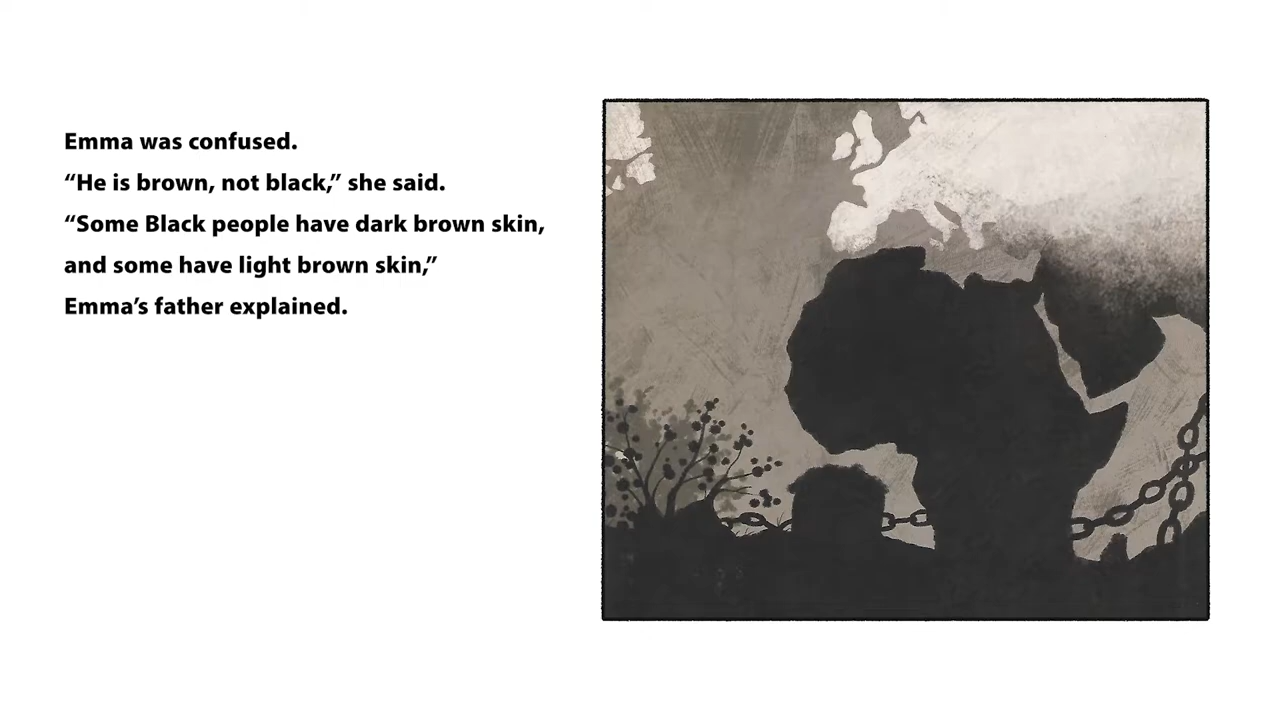 Emma was confused.
“He is brown, not black,” she said.
“Some Black people have dark brown skin,
and some have light brown skin,”
Emma’s father explained.